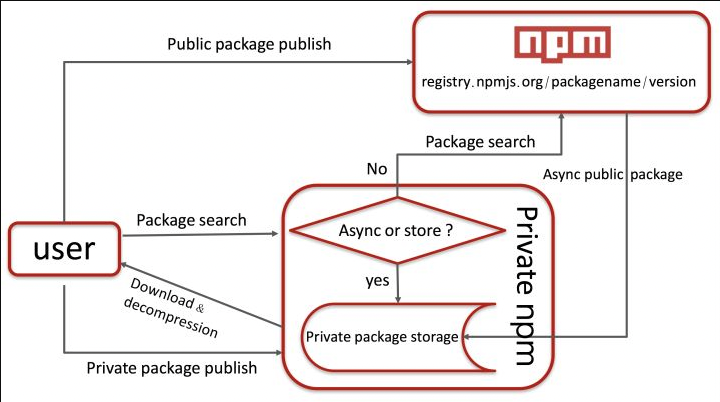 Public package publish
npm
registry.npmjs.org/packagename/version
Package search
No
Async public package
Package search
Async or store ?
Private npm
user
yes
Download &
decompression
Private package storage
Private package publish